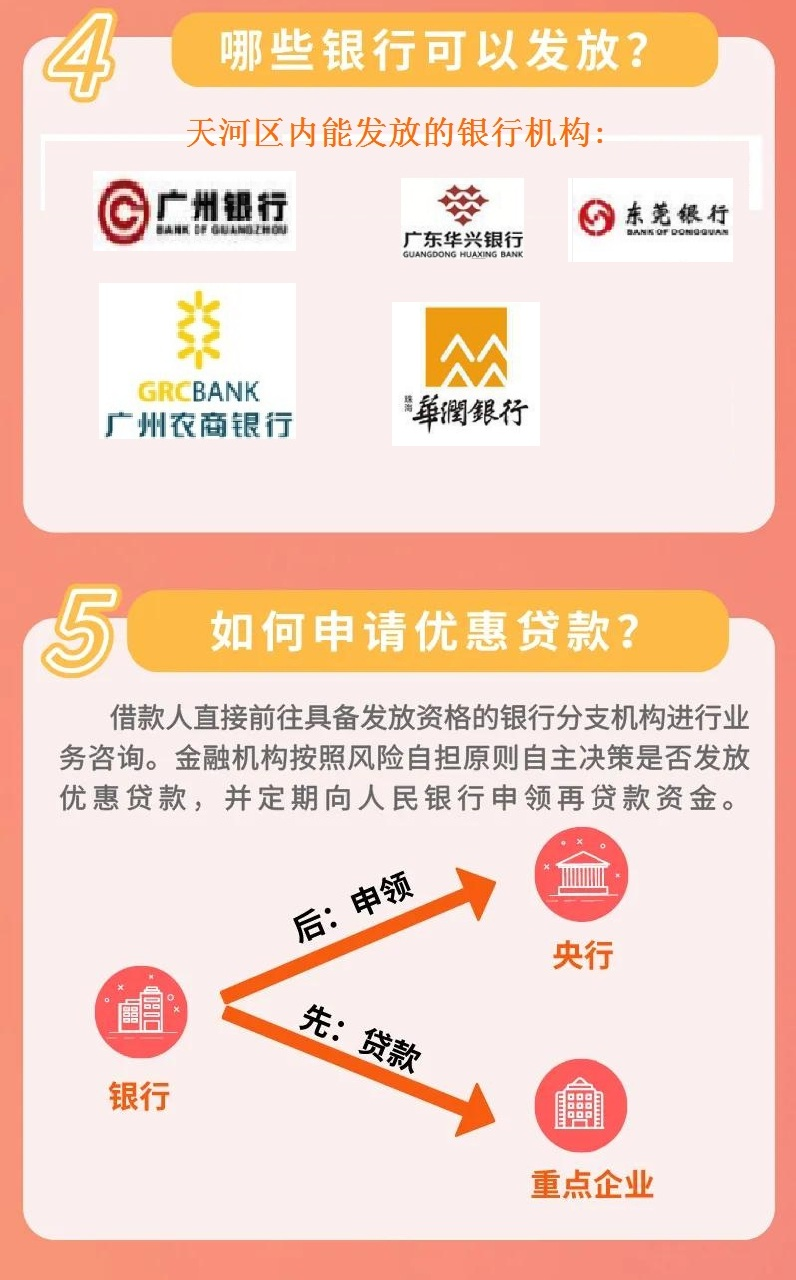 4
哪些银行可以发放？
天河区内能发放的银行机构：
广州银行
BANK OF GUANGZHOU
广东华兴银行
GUANGDONG HUAXING BANK
东莞银行
BANK OF DONGGUAN
GRCBANK
广州农商银行
珠海
華潤銀行
5
如何申请优惠贷款？
借款人直接前往具备发放资格的银行分支机构进行业
务咨询。金融机构按照风险自担原则自主决策是否发放
优惠贷款，并定期向人民银行申领再贷款资金。
后：申领
央行
先：贷款
银行
重点企业